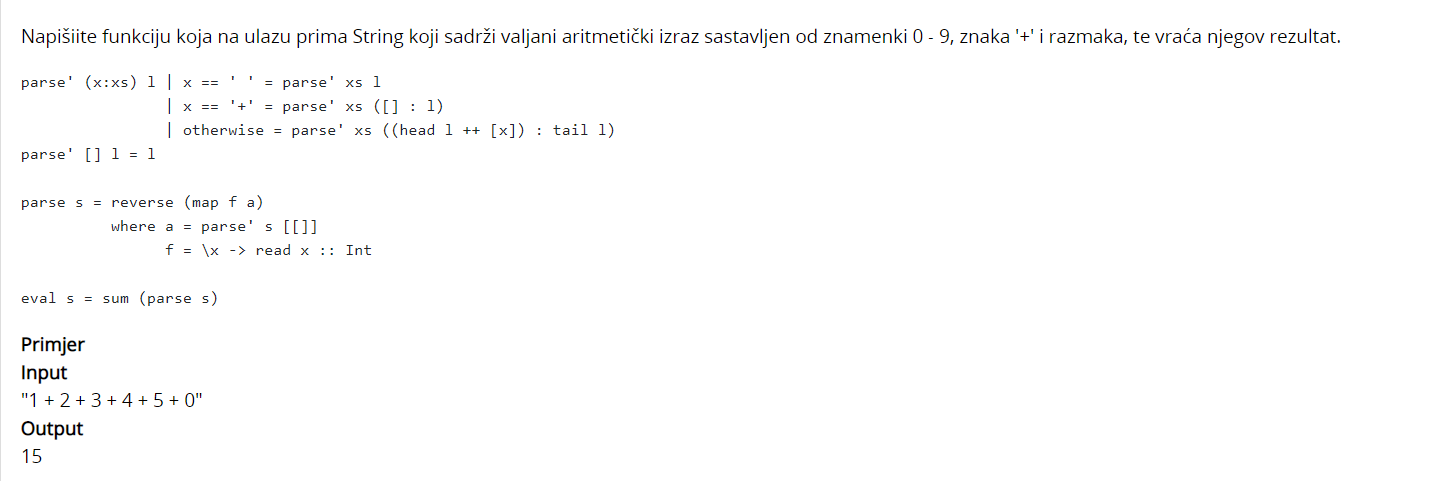 Napišiite funkciju koja na ulazu prima String koji sadrži valjani aritmetički izraz sastavljen od znamenki 0 - 9, znaka '+' i razmaka, te vraća njegov rezultat.
parse' (x:xs) l | x == ' ' = parse' xs l
| x == '+' = parse' xs ([] : l)
| otherwise = parse' xs ((head l ++ [x]) : tail l)
parse' [] l = l
parse s = reverse (map f a)
where a = parse' s [[]]
f = \x -> read x :: Int
eval s = sum (parse s)
Primjer
Input
"1 + 2 + 3 + 4 + 5 + 0"
Output
15